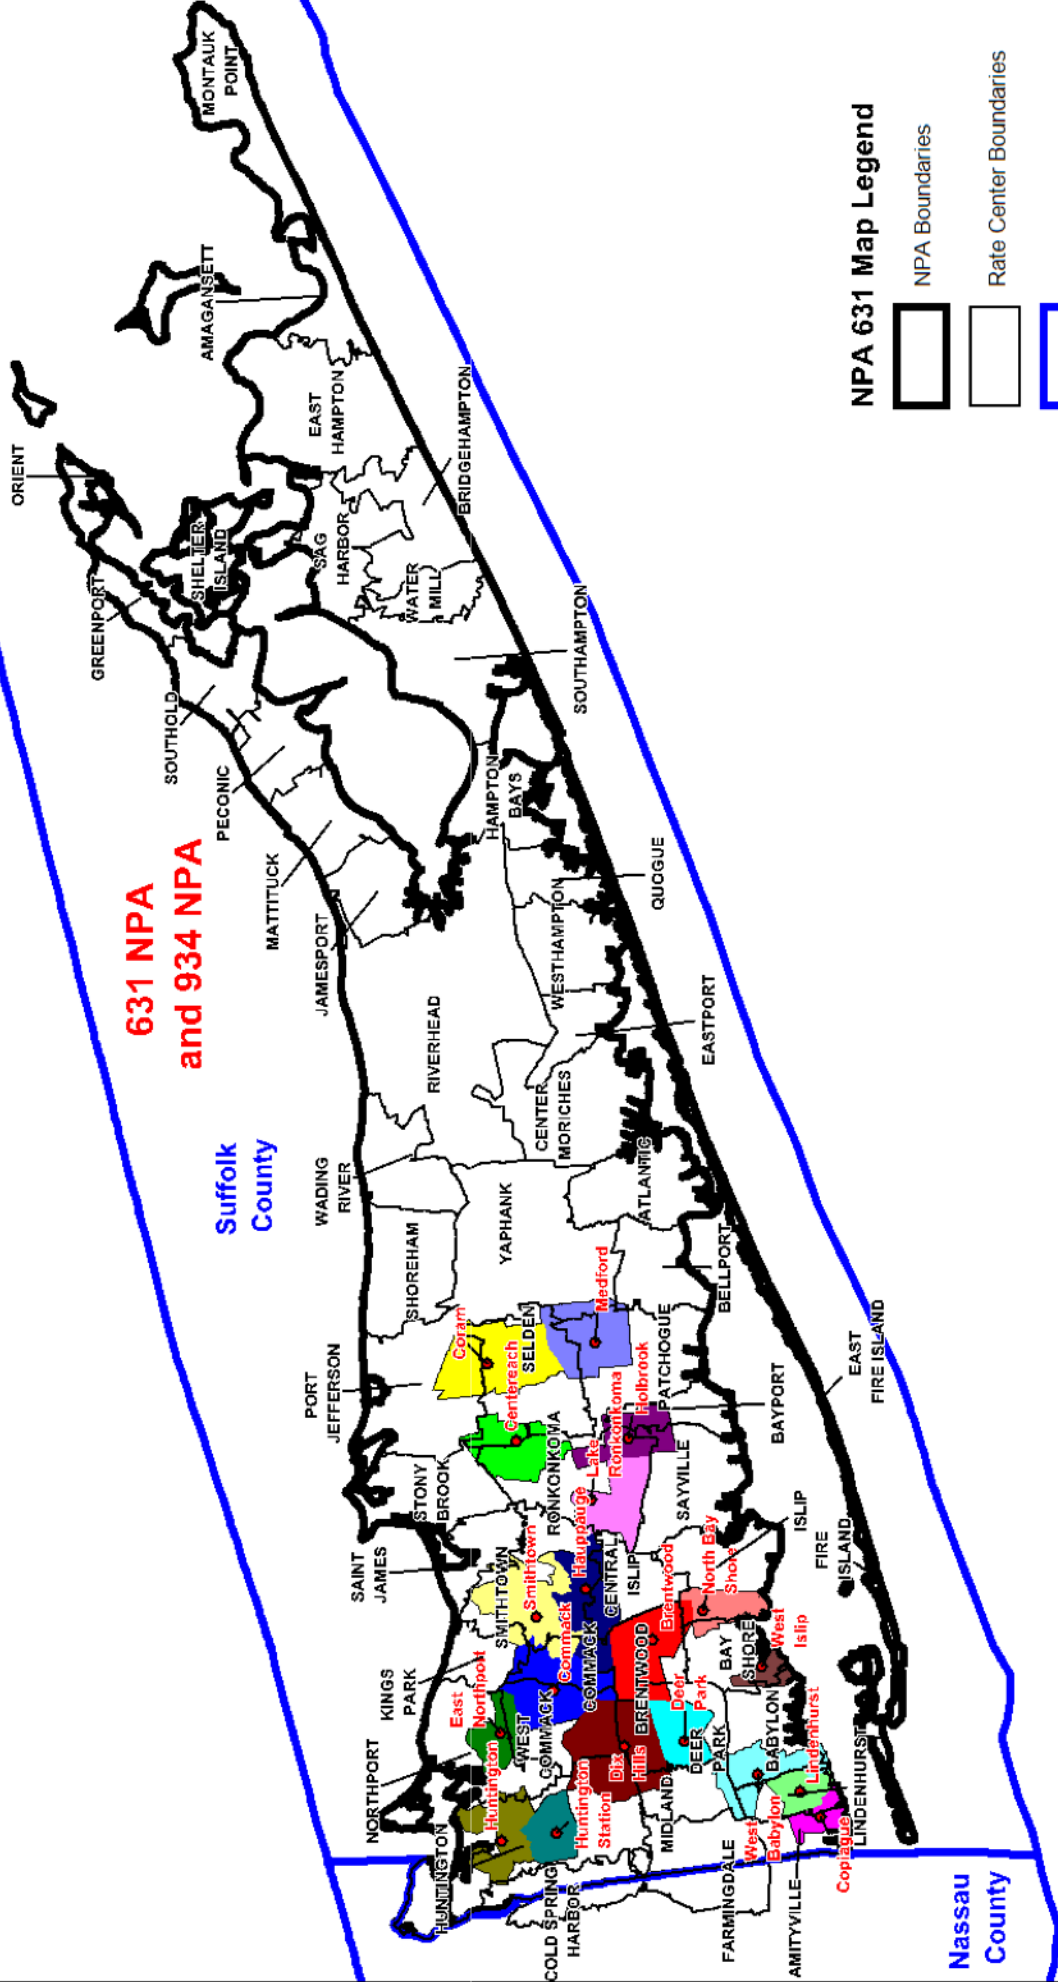 631 NPA
and 934 NPA
Suffolk
County
Nassau
County
NPA 631 Map Legend
NPA Boundaries
Rate Center Boundaries
MONTAUK
POINT
AMAGANSETT
EAST
HAMPTON
BRIDGEHAMPTON
ORIENT
SHELTER
ISLAND
SAG
HARBOR
WATER
MILL
GREENPORT
SOUTHOLD
PECONIC
SOUTHAMPTON
HAMPTON
BAYS
MATTITUCK
JAMESPORT
QUOGUE
WESTHAMPTON
RIVERHEAD
EASTPORT
CENTER
MORICHES
WADING
RIVER
ATLANTIC
YAPHANK
SHOREHAM
BELLPORT
Medford
Coram
SELDEN
Centereach
PATCHOGUE
Holbrook
PORT
JEFFERSON
EAST
FIRE ISLAND
BAYPORT
RONKONKOMA
Lake
Ronkonkoma
STONY
BROOK
SAYVILLE
Hauppauge
SAINT
JAMES
ISLIP
FIRE
ISLAND
CENTRAL
ISLIP
SMITHTOWN
Smithtown
North Bay
Shore
Brentwood
COMMACK
Commack
BRENTWOOD
BAY
SHORE
West
Islip
KINGS
PARK
East
Northport
WEST
COMMACK
Deer
Park
DEER
PARK
BABYLON
Lindenhurst
LINDENHURST
NORTHPORT
Huntington
Dix
Hills
Huntington
Station
MIDLAND
West
Babylon
Copiague
HUNTINGTON
COLD SPRING
HARBOR
FARMINGDALE
AMITYVILLE